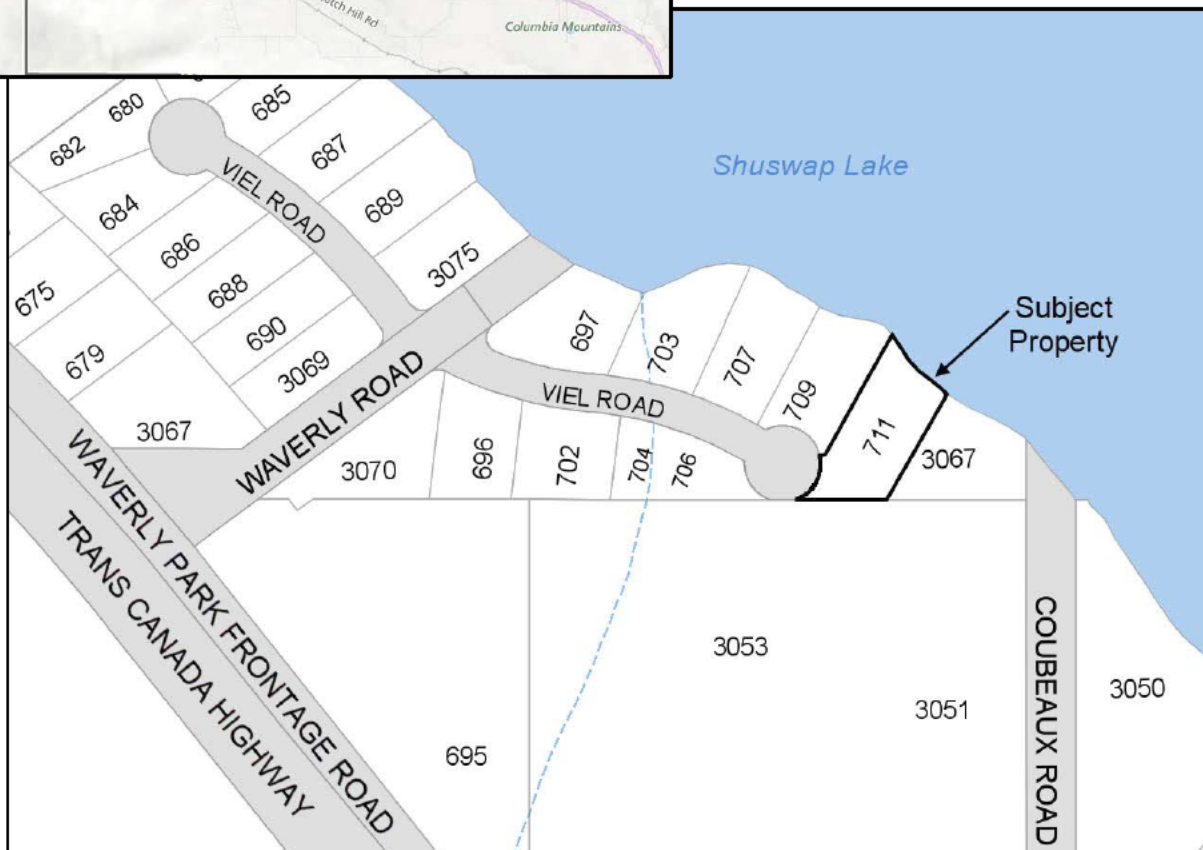 Columbia Mountains
680
682
685
687
684
VIEL ROAD
689
686
3075
675
688
690
679
3069
3067
WAVERLY ROAD
Shuswap Lake
697
703
707
709
VIEL ROAD
Subject
Property
711
3067
3070
696
702
704
706
WAVERLY PARK FRONTAGE ROAD
TRANS CANADA HIGHWAY
695
3053
3051
COUBEAUX ROAD
3050